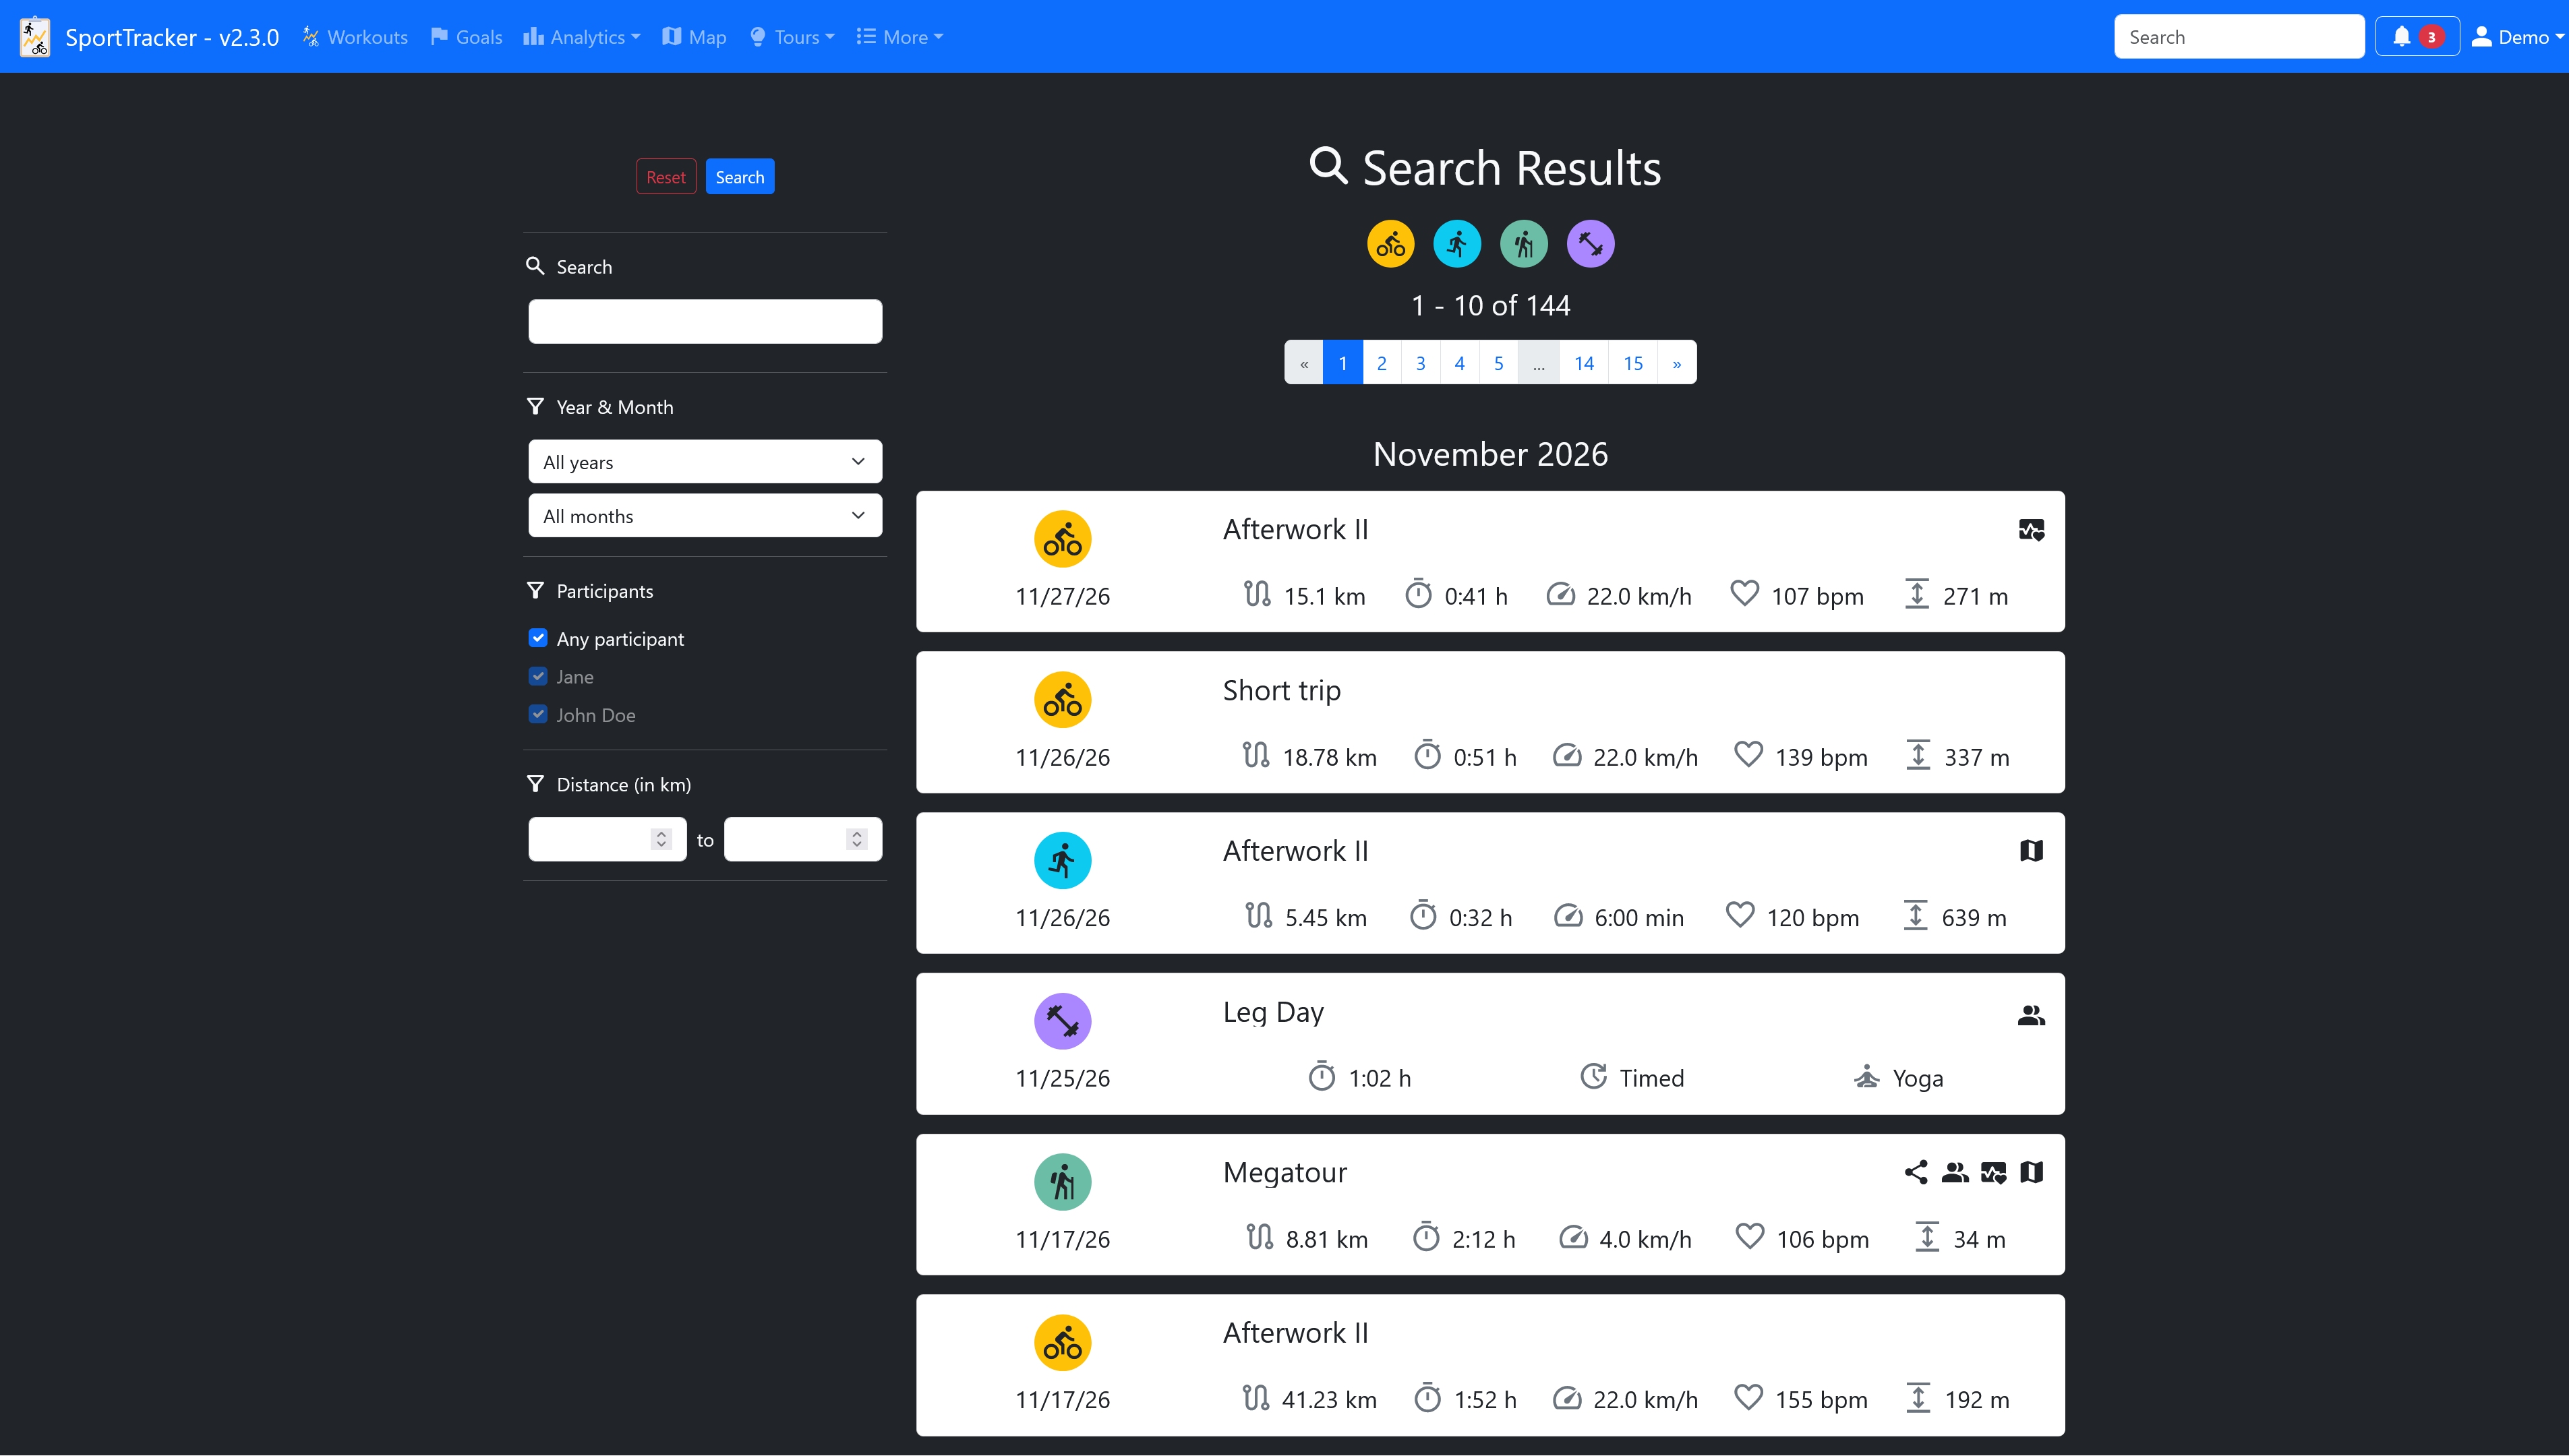 SportTracker - v2.3.0 Workouts Goals Analytics Map Tours More Search 3 Demo
Reset Search
Search
Year & Month
All years
All months
Participants
Any participant
Jane
John Doe
Distance (in km)
to
Search Results
1 - 10 of 144
« 1 2 3 4 5 ... 14 15 »
November 2026
Afterwork II
11/27/26 15.1 km 0:41 h 22.0 km/h 107 bpm 271 m
Short trip
11/26/26 18.78 km 0:51 h 22.0 km/h 139 bpm 337 m
Afterwork II
11/26/26 5.45 km 0:32 h 6:00 min 120 bpm 639 m
Leg Day
11/25/26 1:02 h Timed Yoga
Megatour
11/17/26 8.81 km 2:12 h 4.0 km/h 106 bpm 34 m
Afterwork II
11/17/26 41.23 km 1:52 h 22.0 km/h 155 bpm 192 m